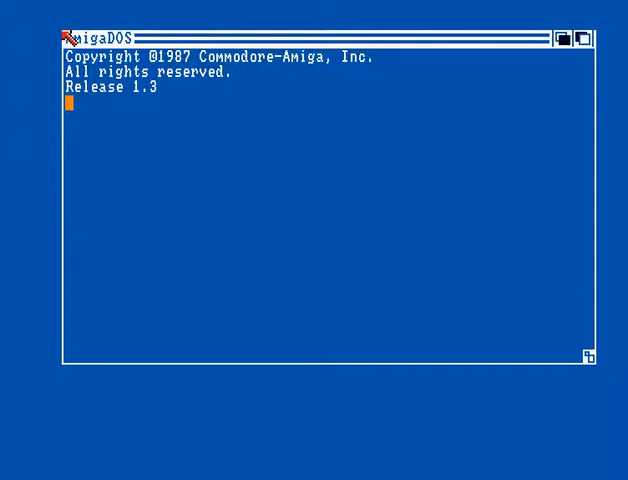 AmigaDOS
Copyright ©1987 Commodore-Amiga, Inc.
All rights reserved.
Release 1.3